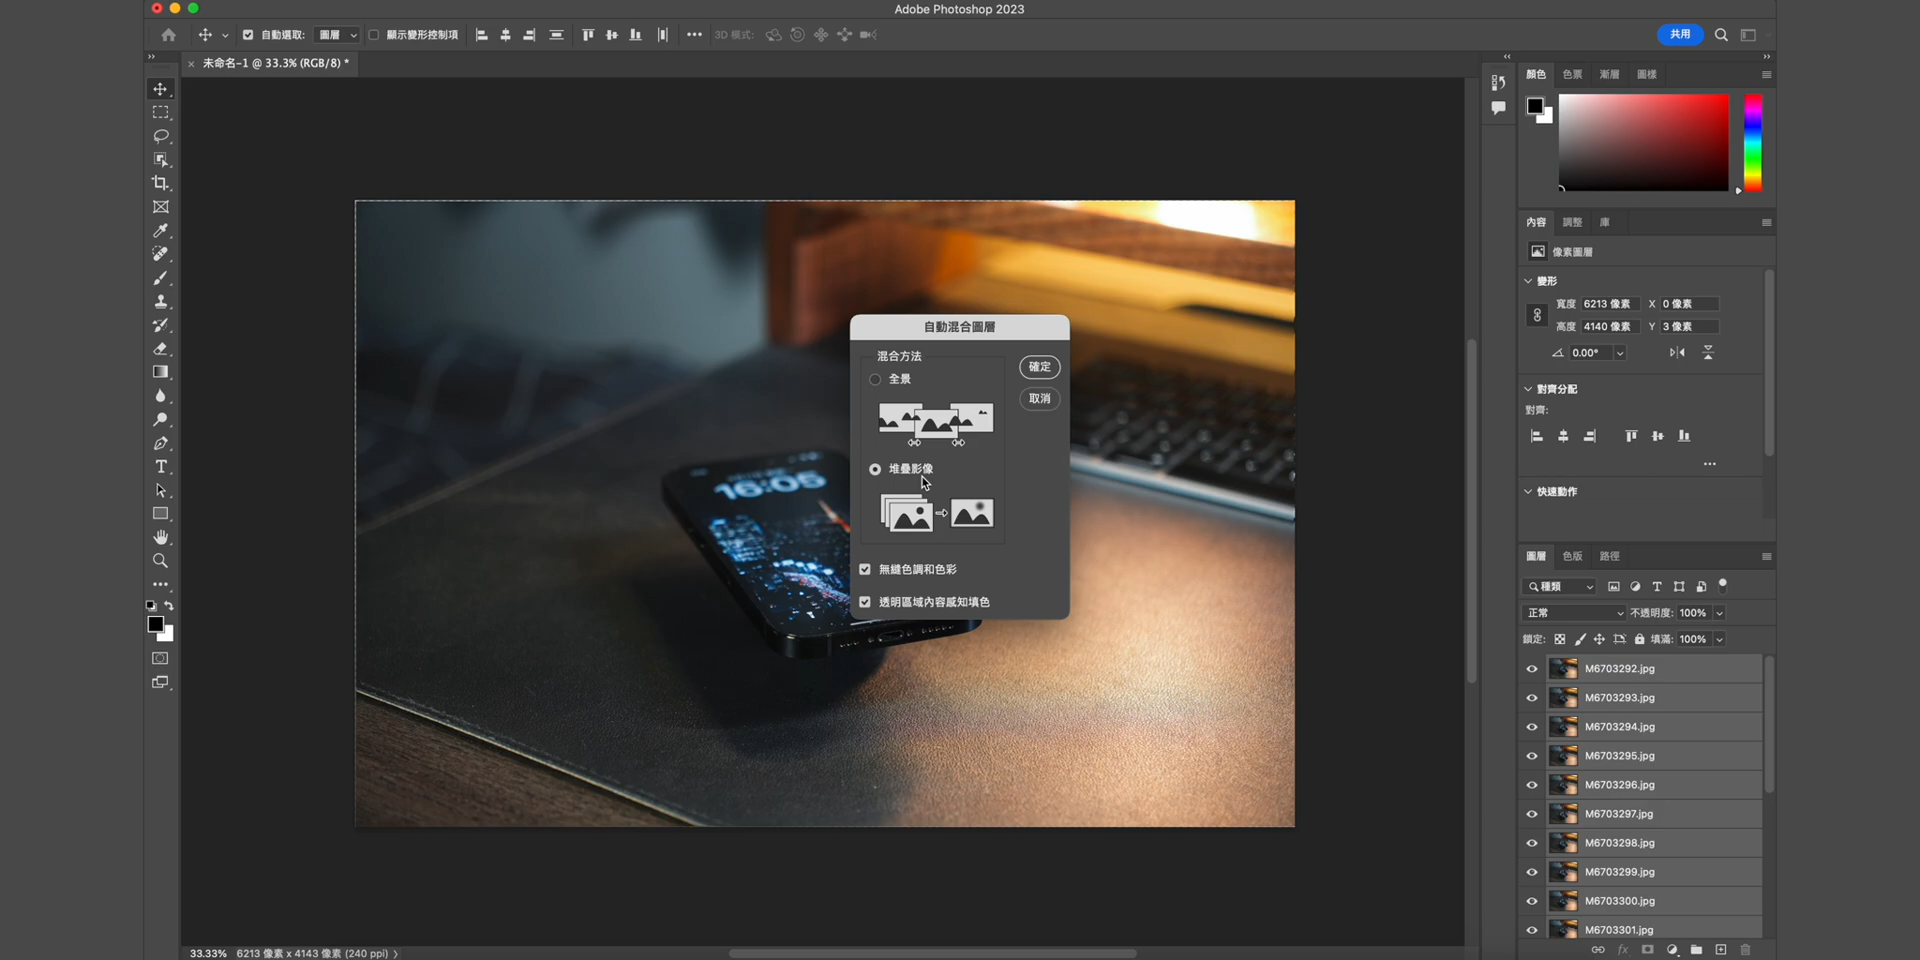 Adobe Photoshop 2023
自動選取: 圖層 顯示變形控制項 3D 模式: 共用
未命名-1 @ 33.3% (RGB/8) *
顏色 色票 漸層 圖樣
內容 調整 庫
像素圖層
變形
寬度 6213 像素 X 0 像素
高度 4140 像素 Y 3 像素
0.00°
對齊分配
對齊:
快速動作
圖層 色版 路徑
種類
正常 不透明度: 100%
鎖定: 填滿: 100%
M6703292.jpg
M6703293.jpg
M6703294.jpg
M6703295.jpg
M6703296.jpg
M6703297.jpg
M6703298.jpg
M6703299.jpg
M6703300.jpg
M6703301.jpg
自動混合圖層
混合方法
全景
確定
取消
堆疊影像
無縫色調和色彩
透明區域內容感知填色
16:05
33.33% 6213 像素 x 4143 像素 (240 ppi)